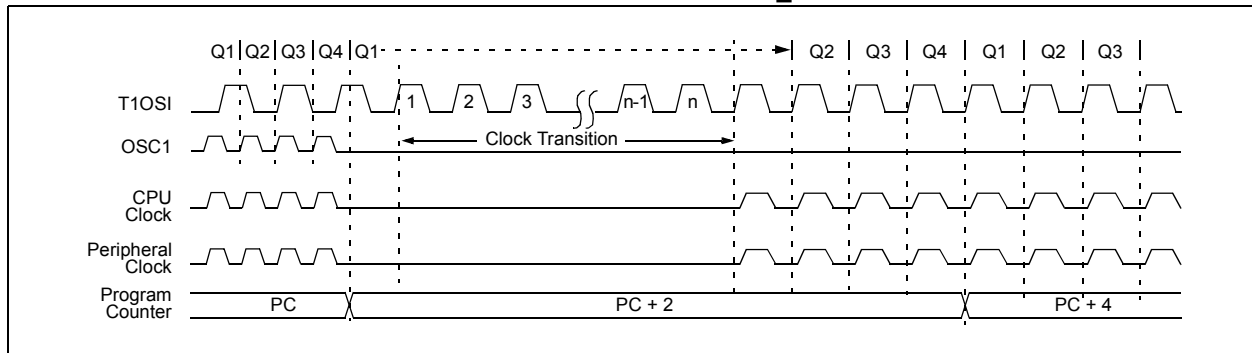 Q1 Q2 Q3 Q4 Q1 Q2 Q3 Q4 Q1 Q2 Q3
T1OSI 1 2 3 n-1 n
Clock Transition
OSC1
CPU
Clock
Peripheral
Clock
Program
Counter
PC PC + 2 PC + 4